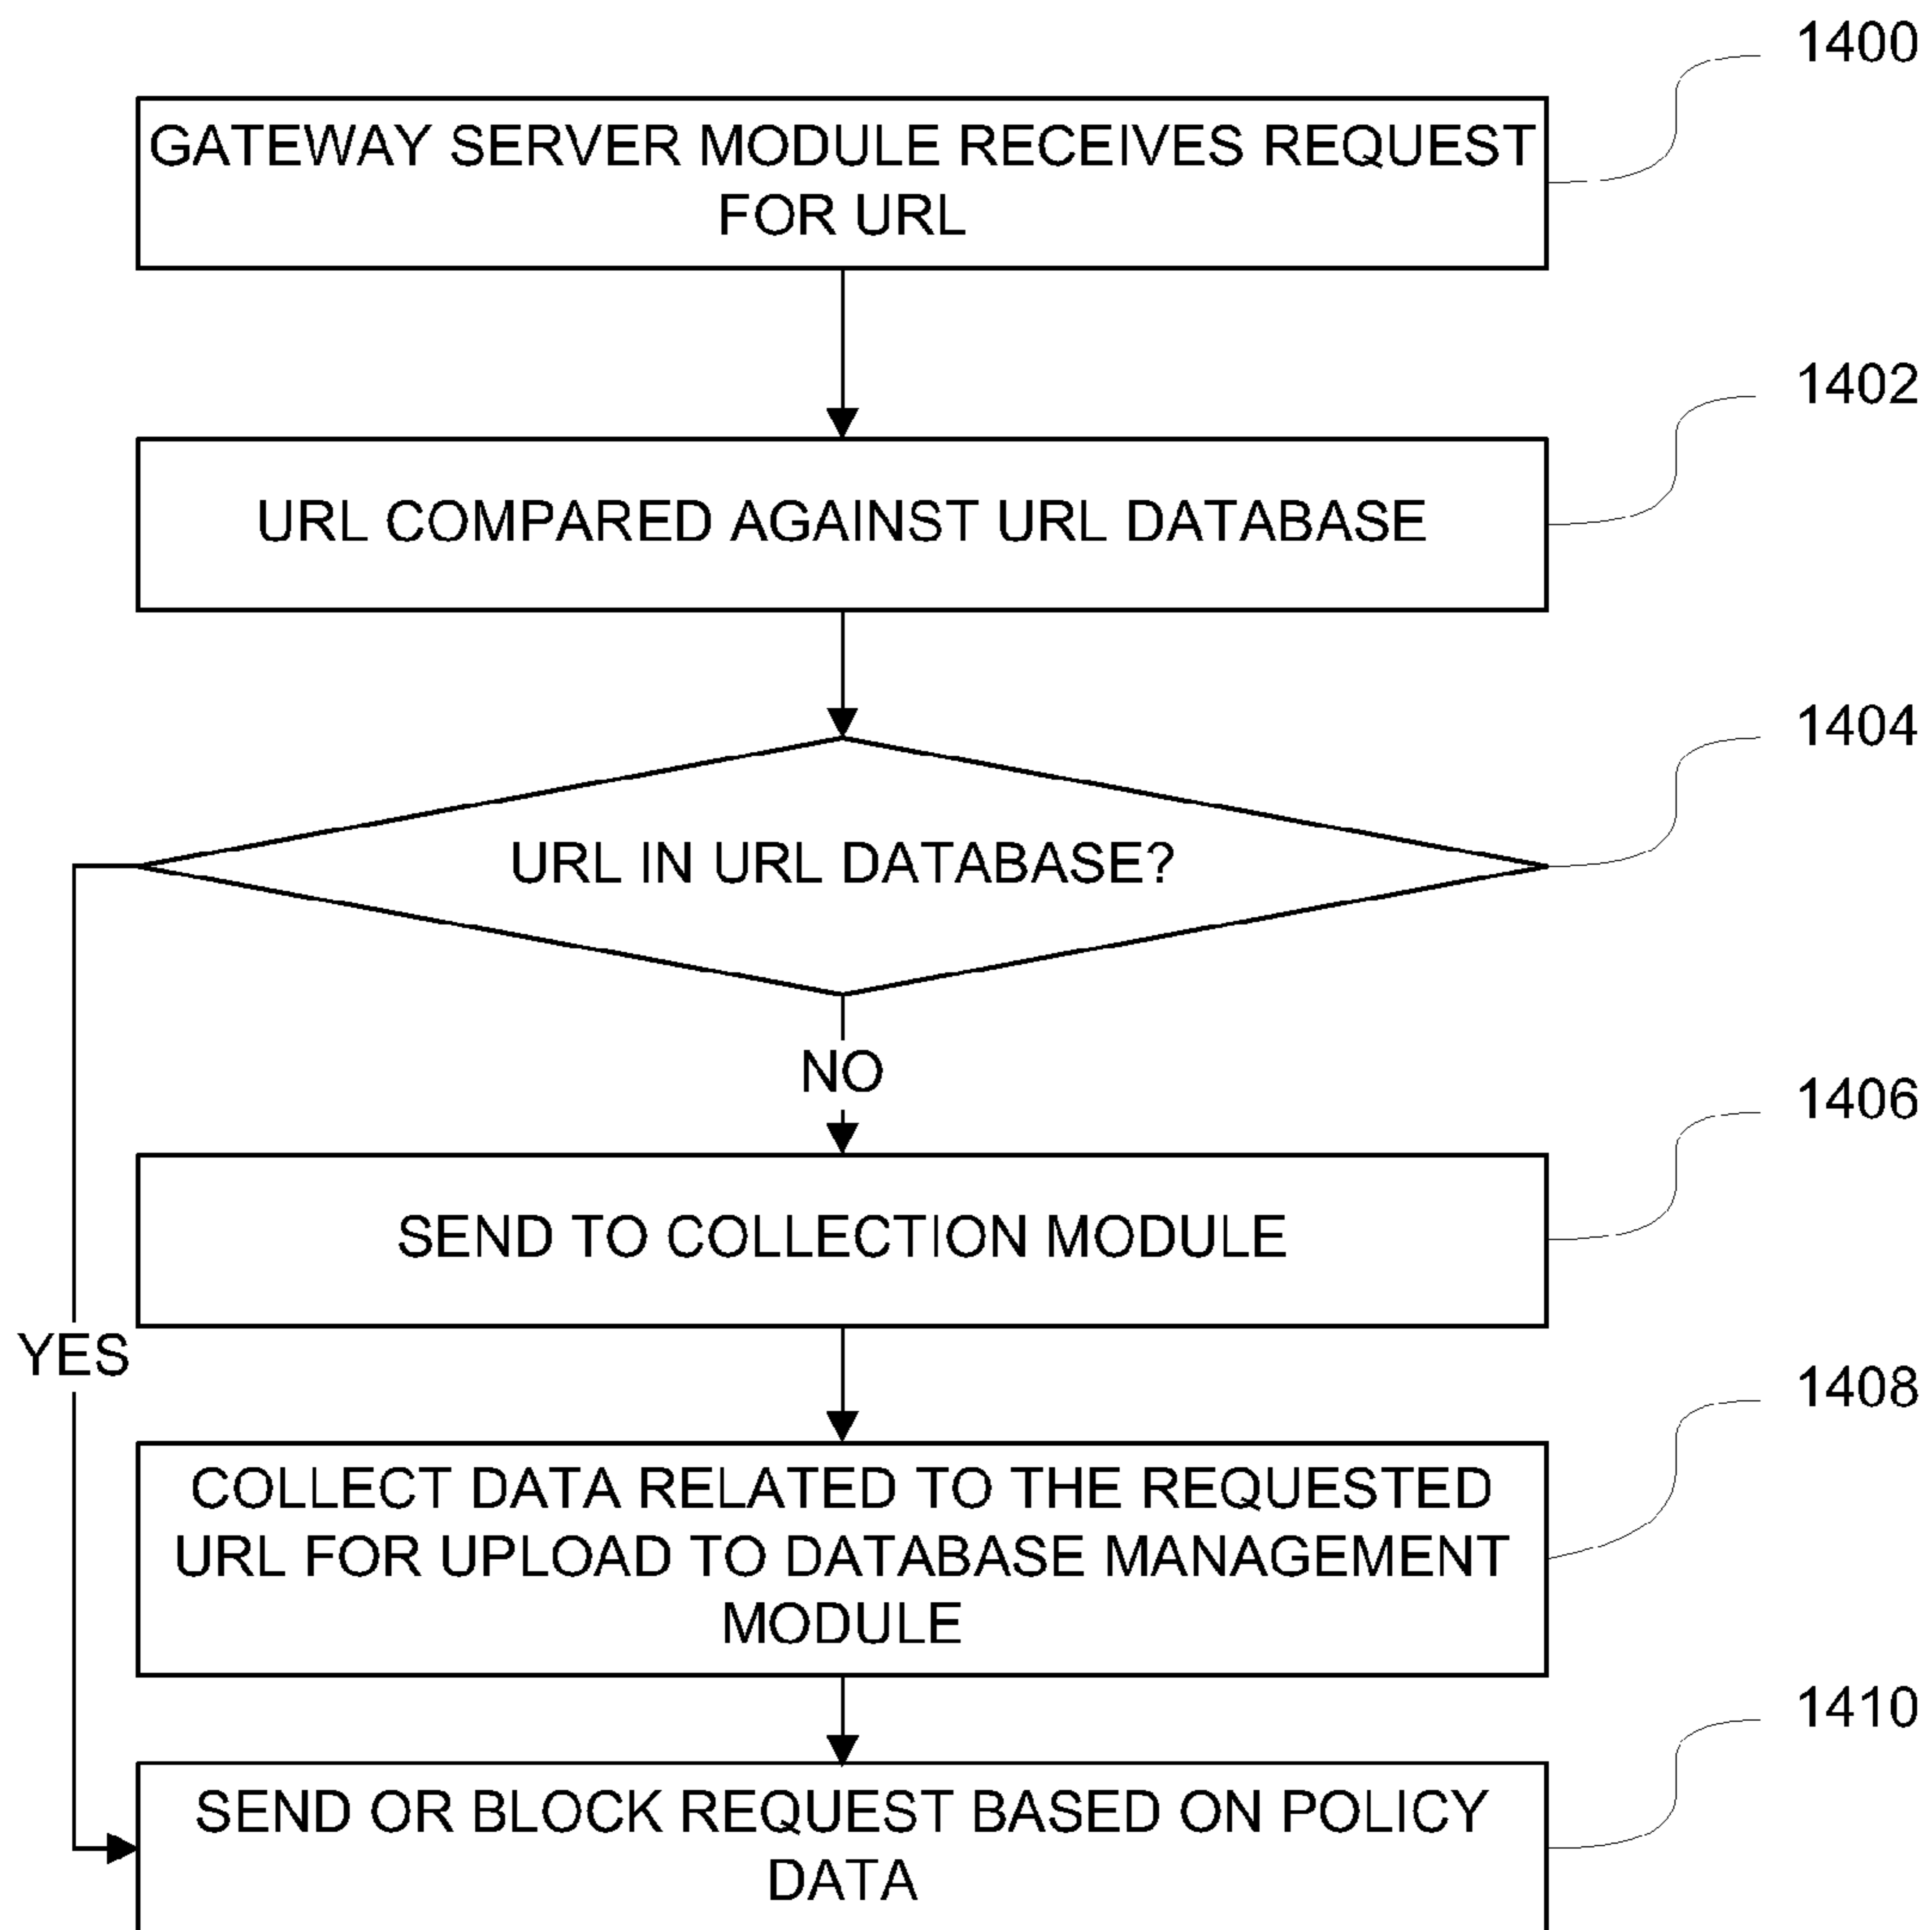 1400
GATEWAY SERVER MODULE RECEIVES REQUEST
FOR URL
1402
URL COMPARED AGAINST URL DATABASE
1404
URL IN URL DATABASE?
NO
1406
SEND TO COLLECTION MODULE
YES
1408
COLLECT DATA RELATED TO THE REQUESTED
URL FOR UPLOAD TO DATABASE MANAGEMENT
MODULE
1410
SEND OR BLOCK REQUEST BASED ON POLICY
DATA